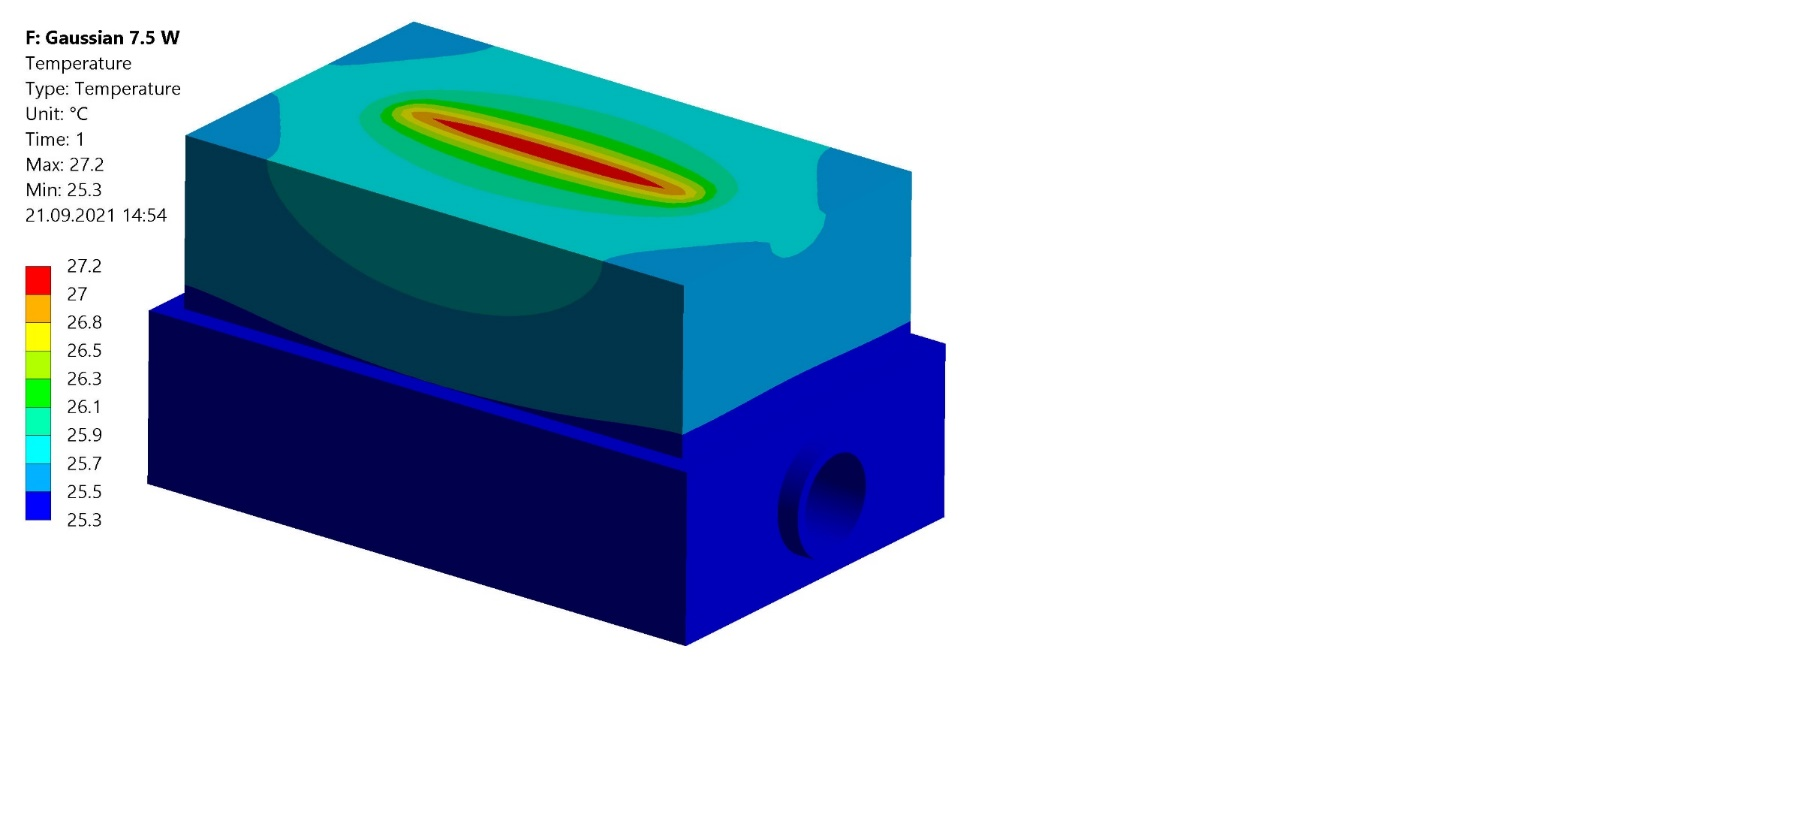 F: Gaussian 7.5 W
Temperature
Type: Temperature
Unit: °C
Time: 1
Max: 27.2
Min: 25.3
21.09.2021 14:54
27.2
27
26.8
26.5
26.3
26.1
25.9
25.7
25.5
25.3